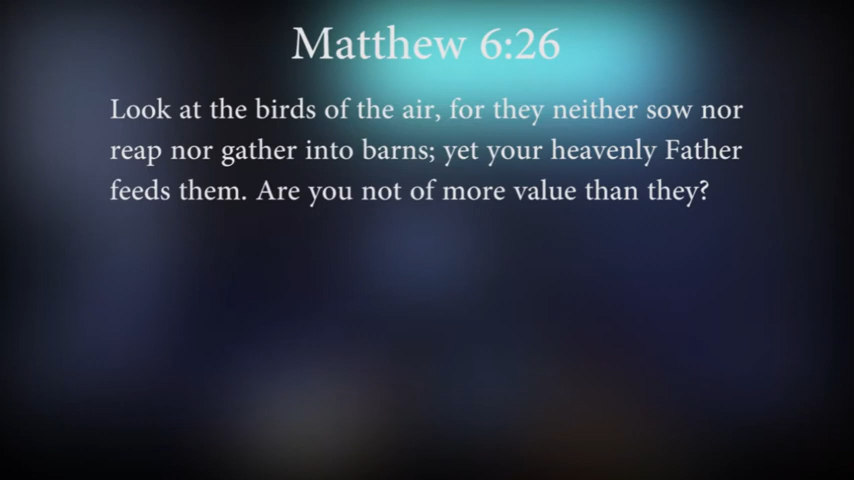 Matthew 6:26
Look at the birds of the air, for they neither sow nor
reap nor gather into barns; yet your heavenly Father
feeds them. Are you not of more value than they?